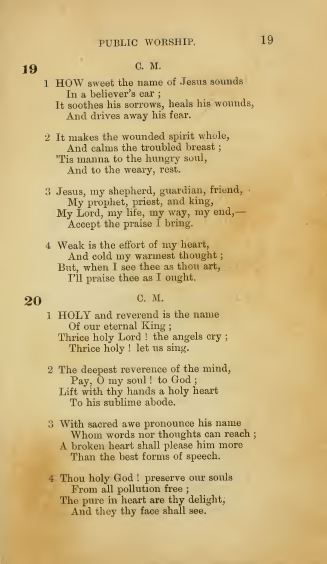 PUBLIC WORSHIP. 19
19 C. M.
1 HOW sweet the name of Jesus sounds
In a believer's ear ;
It soothes his sorrows, heals his wounds,
And drives away his fear.
2 It makes the wounded spirit whole,
And calms the troubled breast ;
'Tis manna to the hungry soul,
And to the weary, rest.
3 Jesus, my shepherd, guardian, friend,
My prophet, priest, and king,
My Lord, my life, my way, my end,—
Accept the praise I bring.
4 Weak is the effort of my heart,
And cold my warmest thought ;
But, when I see thee as thou art,
I'll praise thee as I ought.
20 C. M.
1 HOLY and reverend is the name
Of our eternal King ;
Thrice holy Lord ! the angels cry ;
Thrice holy ! let us sing.
2 The deepest reverence of the mind,
Pay, O my soul ! to God ;
Lift with thy hands a holy heart
To his sublime abode.
3 With sacred awe pronounce his name
Whom words nor thoughts can reach ;
A broken heart shall please him more
Than the best forms of speech.
4 Thou holy God ! preserve our souls
From all pollution free ;
The pure in heart are thy delight,
And they thy face shall see.